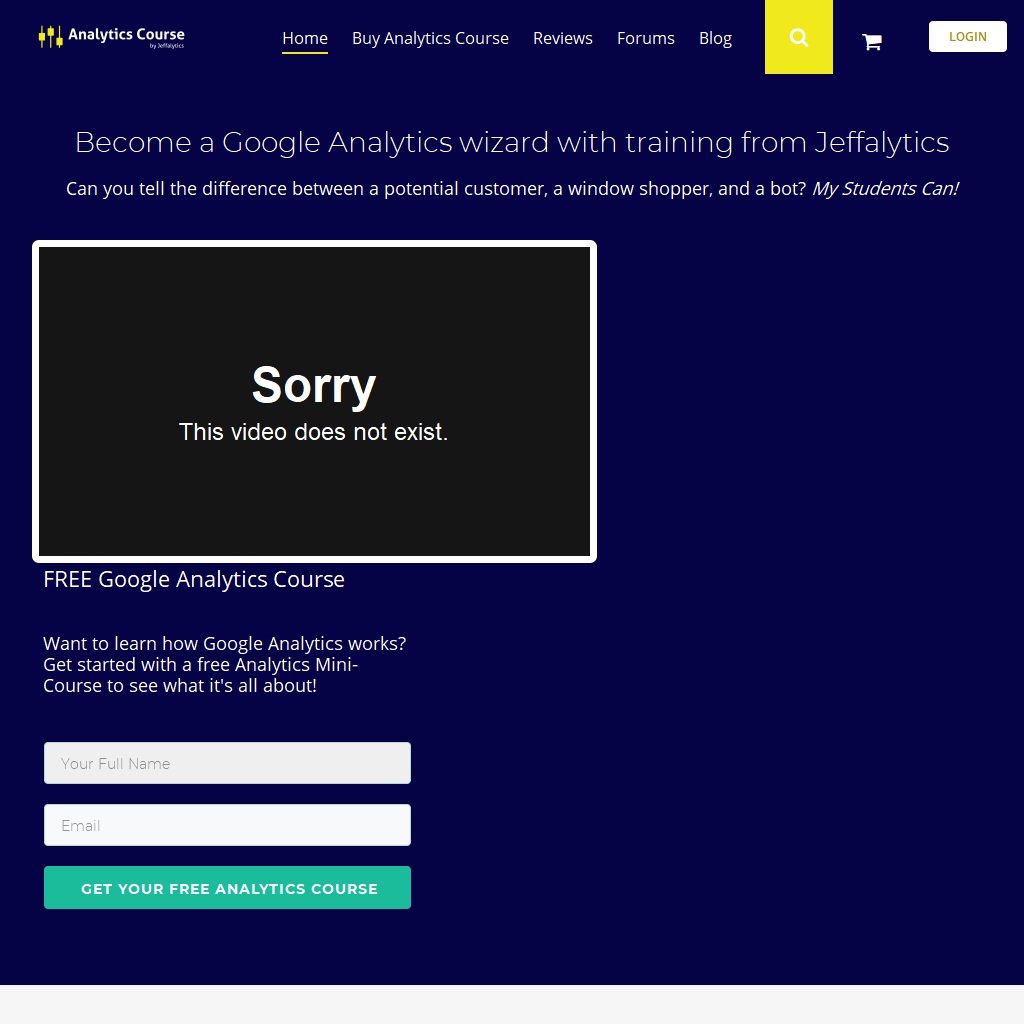 Analytics Course
by Jeffalytics
Home
Buy Analytics Course
Reviews
Forums
Blog
LOGIN
Become a Google Analytics wizard with training from Jeffalytics
Can you tell the difference between a potential customer, a window shopper, and a bot? My Students Can!
Sorry
This video does not exist.
FREE Google Analytics Course
Want to learn how Google Analytics works?
Get started with a free Analytics Mini-
Course to see what it's all about!
Your Full Name
Email
GET YOUR FREE ANALYTICS COURSE